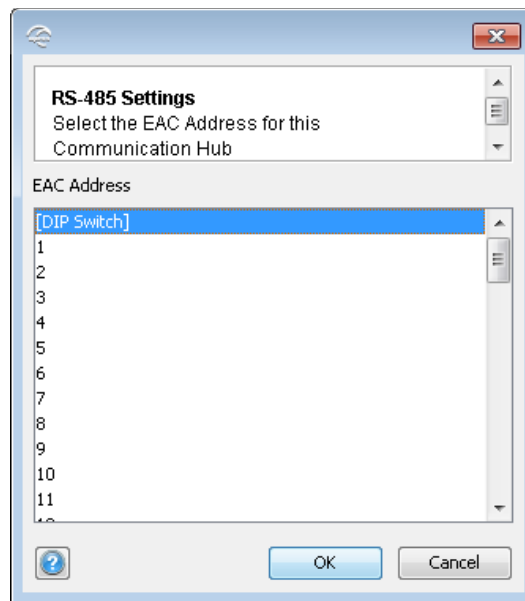 RS-485 Settings
Select the EAC Address for this
Communication Hub
EAC Address
[DIP Switch]
1
2
3
4
5
6
7
8
9
10
11
OK
Cancel